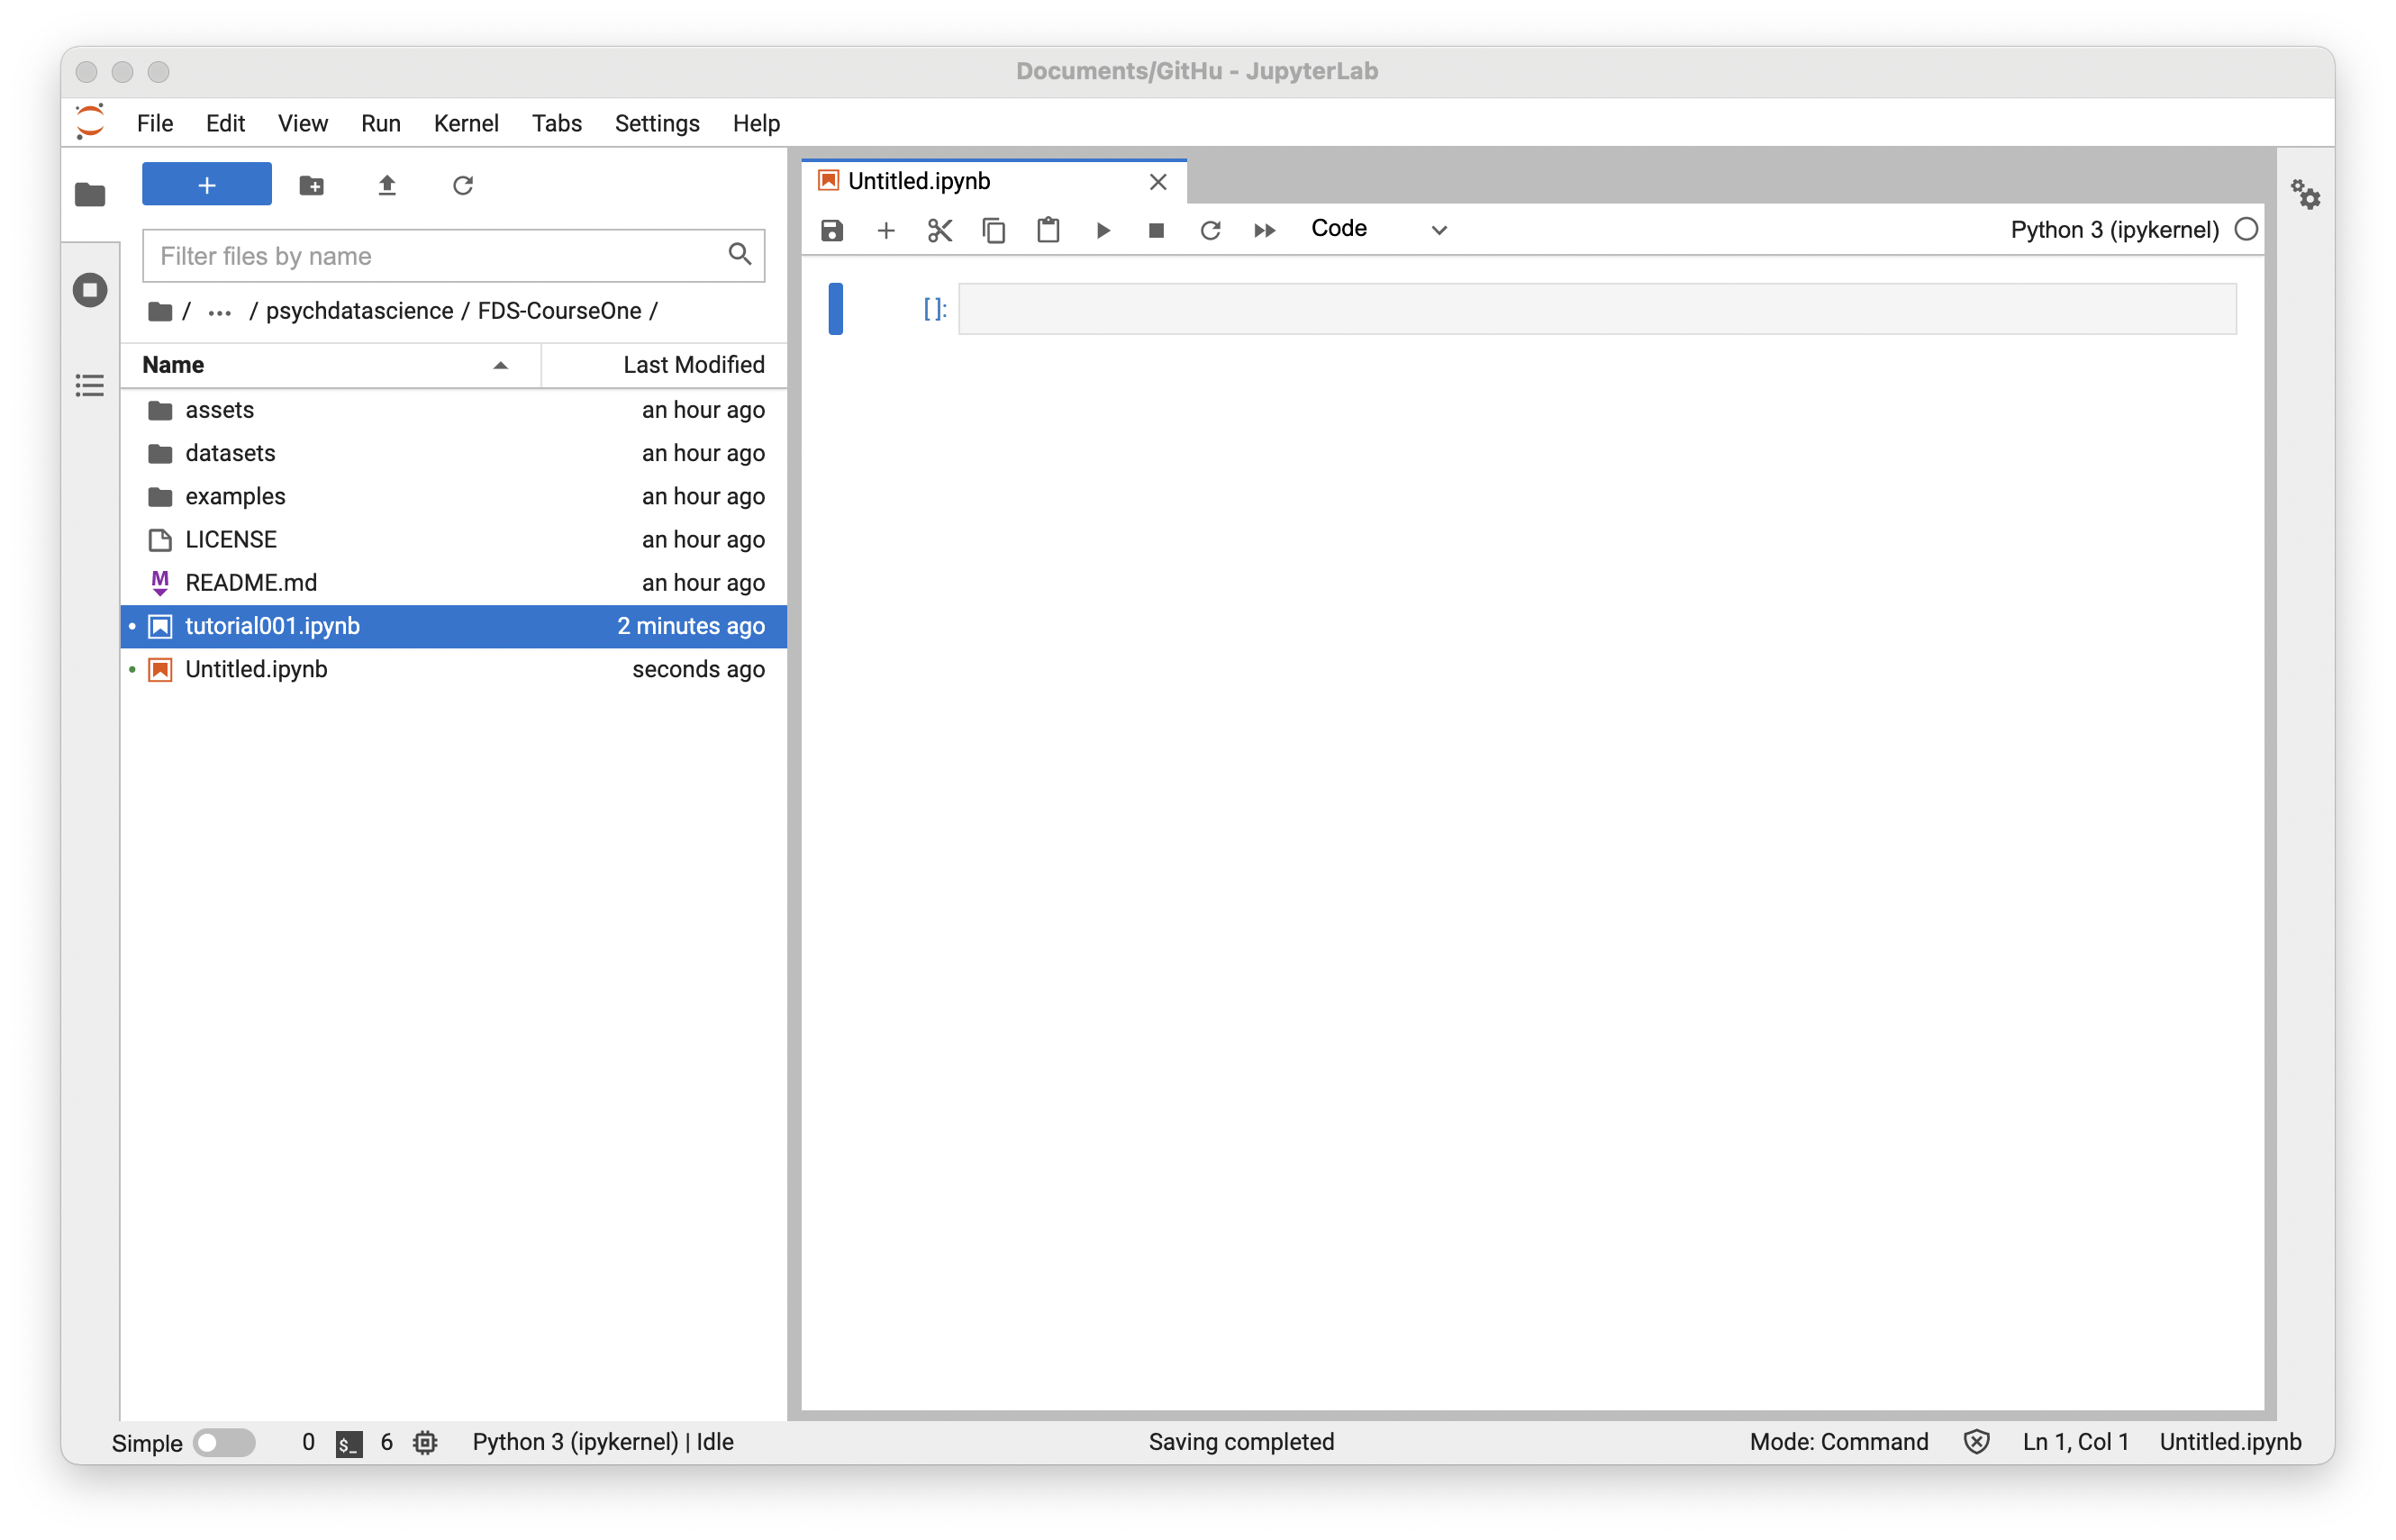 Documents/GitHu - JupyterLab
File Edit View Run Kernel Tabs Settings Help
Untitled.ipynb
Code
Python 3 (ipykernel)
Filter files by name
/ ... / psychdatascience / FDS-CourseOne /
[ ]:
Name Last Modified
assets an hour ago
datasets an hour ago
examples an hour ago
LICENSE an hour ago
README.md an hour ago
tutorial001.ipynb 2 minutes ago
Untitled.ipynb seconds ago
Simple 0 $_ 6 Python 3 (ipykernel) | Idle Saving completed Mode: Command Ln 1, Col 1 Untitled.ipynb